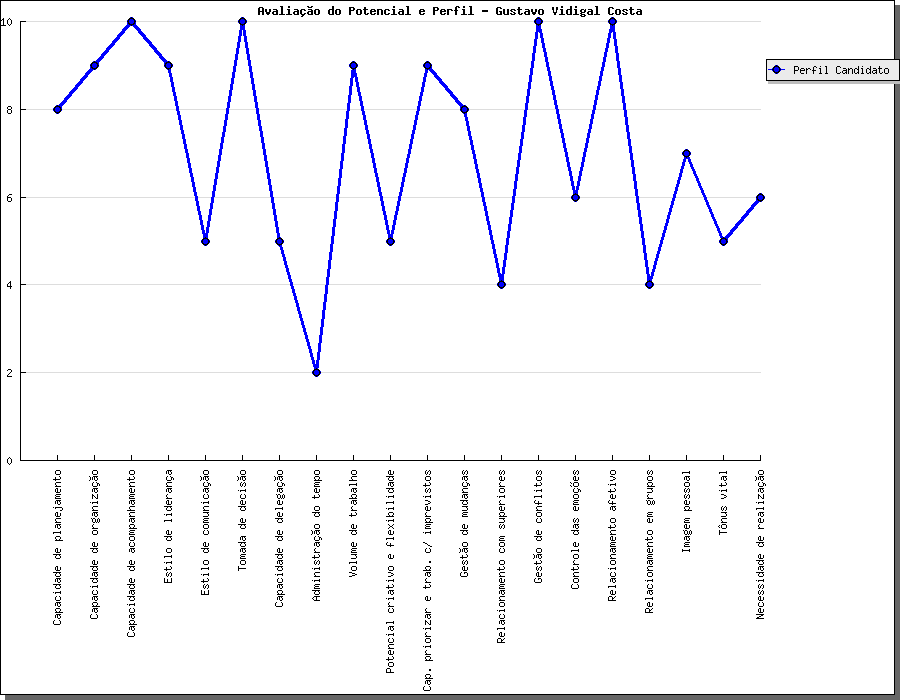 Avaliação do Potencial e Perfil - Gustavo Vidigal Costa
10
8
6
4
2
0
Perfil Candidato
Capacidade de planejamento
Capacidade de organização
Capacidade de acompanhamento
Estilo de liderança
Estilo de comunicação
Tomada de decisão
Capacidade de delegação
Administração do tempo
Volume de trabalho
Potencial criativo e flexibilidade
Cap. priorizar e trab. c/ imprevistos
Gestão de mudanças
Relacionamento com superiores
Gestão de conflitos
Controle das emoções
Relacionamento afetivo
Relacionamento em grupos
Imagem pessoal
Tônus vital
Necessidade de realização